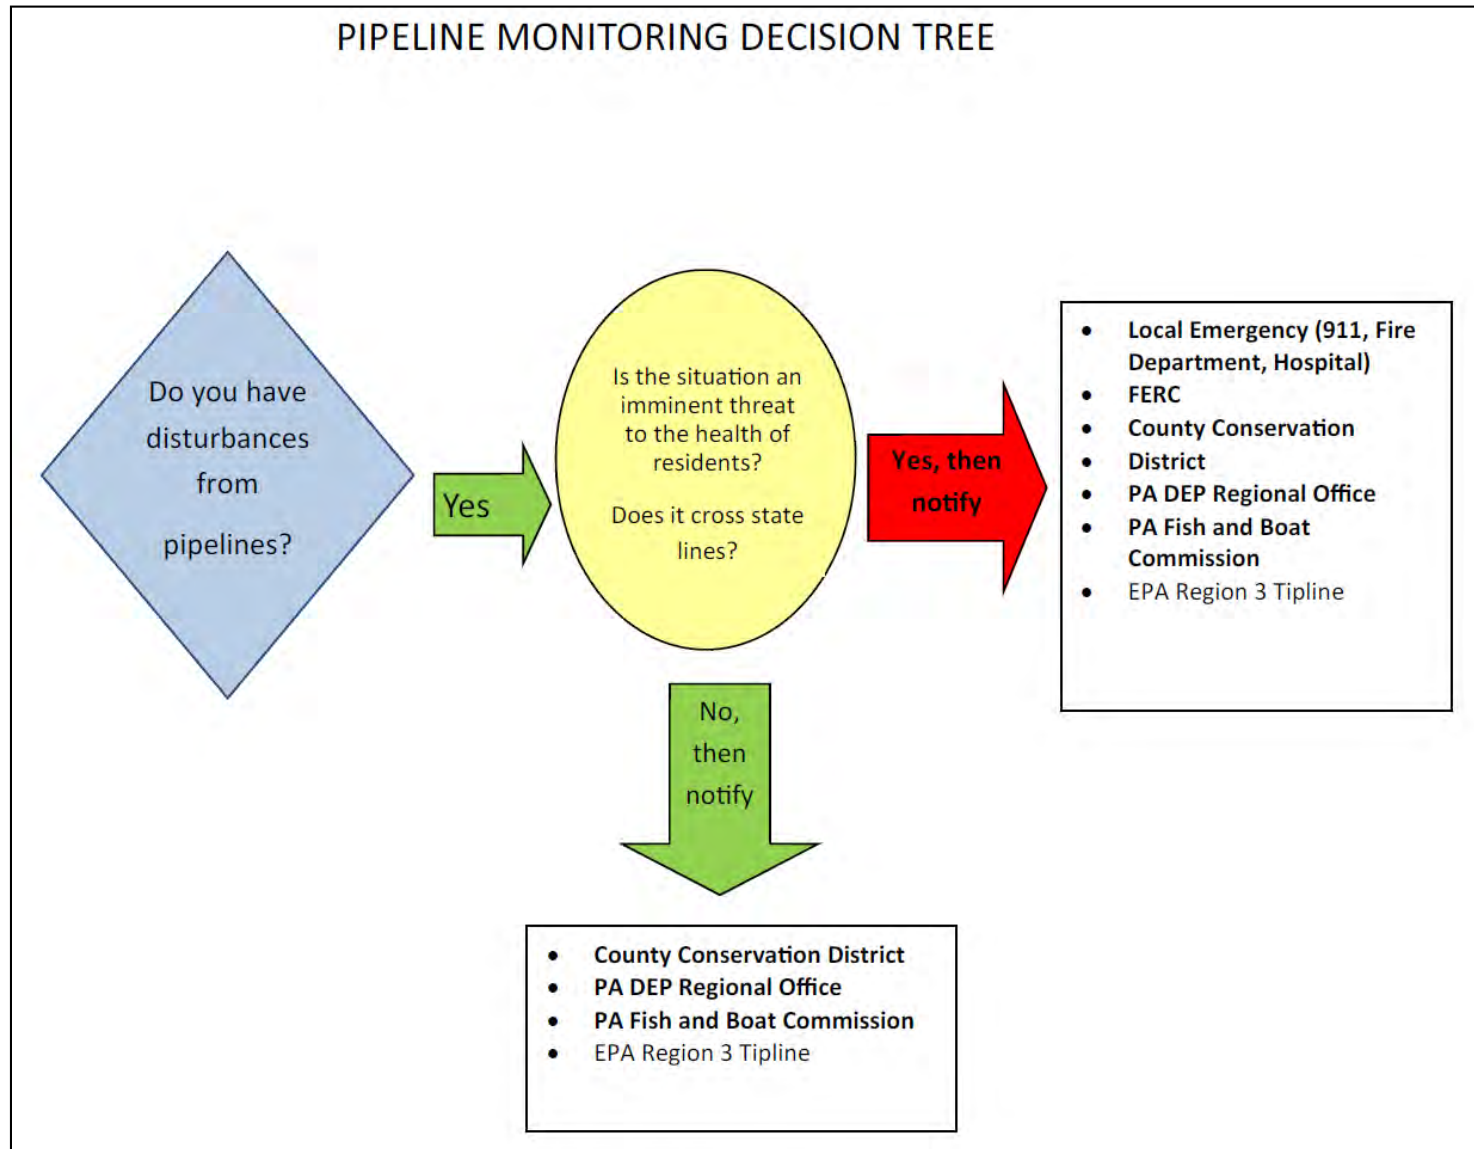 PIPELINE MONITORING DECISION TREE
Do you have
disturbances
from
pipelines?
Yes
Is the situation an
imminent threat
to the health of
residents?
Does it cross state
lines?
Yes, then
notify
• Local Emergency (911, Fire
Department, Hospital)
• FERC
• County Conservation
• District
• PA DEP Regional Office
• PA Fish and Boat
Commission
• EPA Region 3 Tipline
No,
then
notify
• County Conservation District
• PA DEP Regional Office
• PA Fish and Boat Commission
• EPA Region 3 Tipline